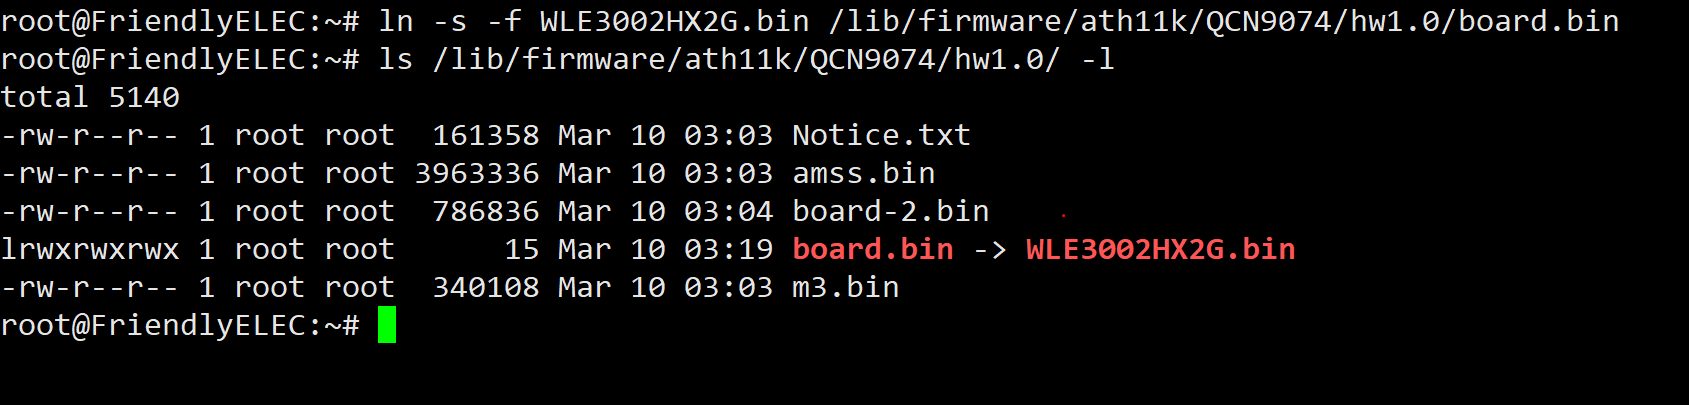 root@FriendlyELEC:~# ln -s -f WLE3002HX2G.bin /lib/firmware/ath11k/QCN9074/hw1.0/board.bin
root@FriendlyELEC:~# ls /lib/firmware/ath11k/QCN9074/hw1.0/ -l
total 5140
-rw-r--r-- 1 root root  161358 Mar 10 03:03 Notice.txt
-rw-r--r-- 1 root root 3963336 Mar 10 03:03 amss.bin
-rw-r--r-- 1 root root  786836 Mar 10 03:04 board-2.bin
lrwxrwxrwx 1 root root      15 Mar 10 03:19 board.bin -> WLE3002HX2G.bin
-rw-r--r-- 1 root root  340108 Mar 10 03:03 m3.bin
root@FriendlyELEC:~#